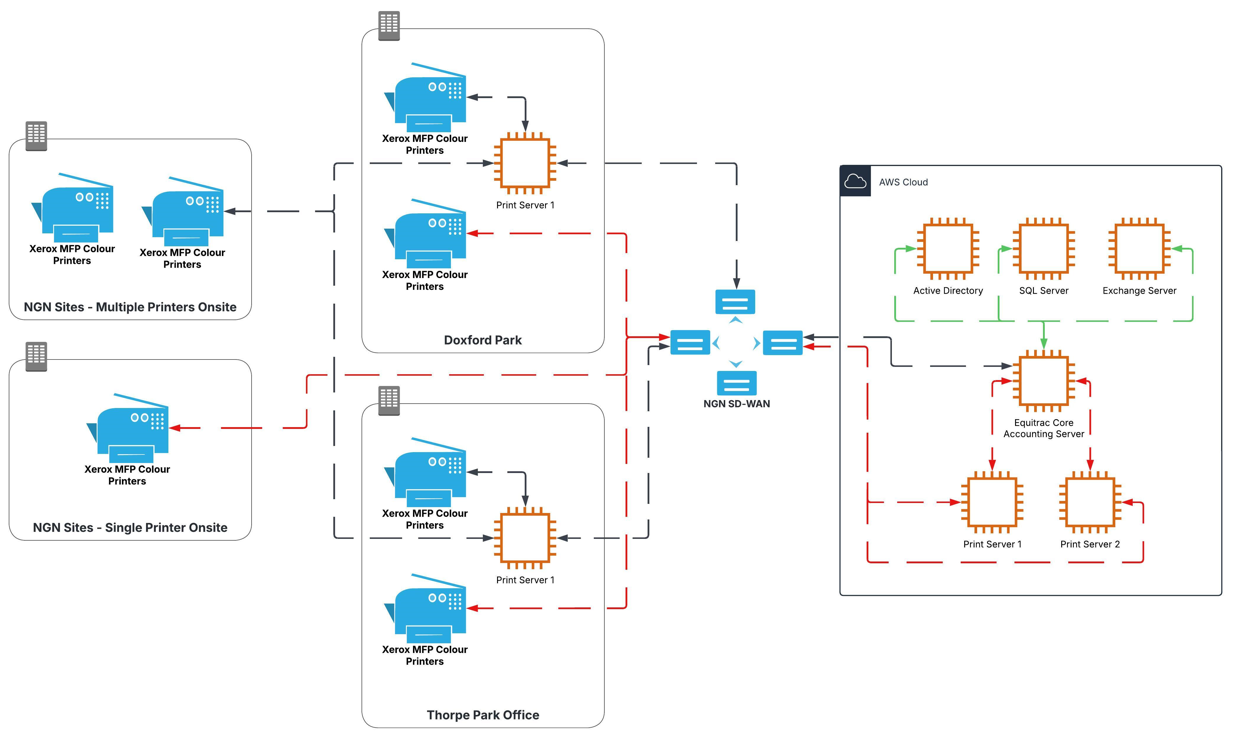 Xerox MFP Colour
Printers
Print Server 1
Xerox MFP Colour
Printers
Doxford Park
Xerox MFP Colour
Printers
Xerox MFP Colour
Printers
NGN Sites - Multiple Printers Onsite
Xerox MFP Colour
Printers
NGN Sites - Single Printer Onsite
Xerox MFP Colour
Printers
Print Server 1
Xerox MFP Colour
Printers
Thorpe Park Office
NGN SD-WAN
AWS Cloud
Active Directory
SQL Server
Exchange Server
Equitrac Core
Accounting Server
Print Server 1
Print Server 2